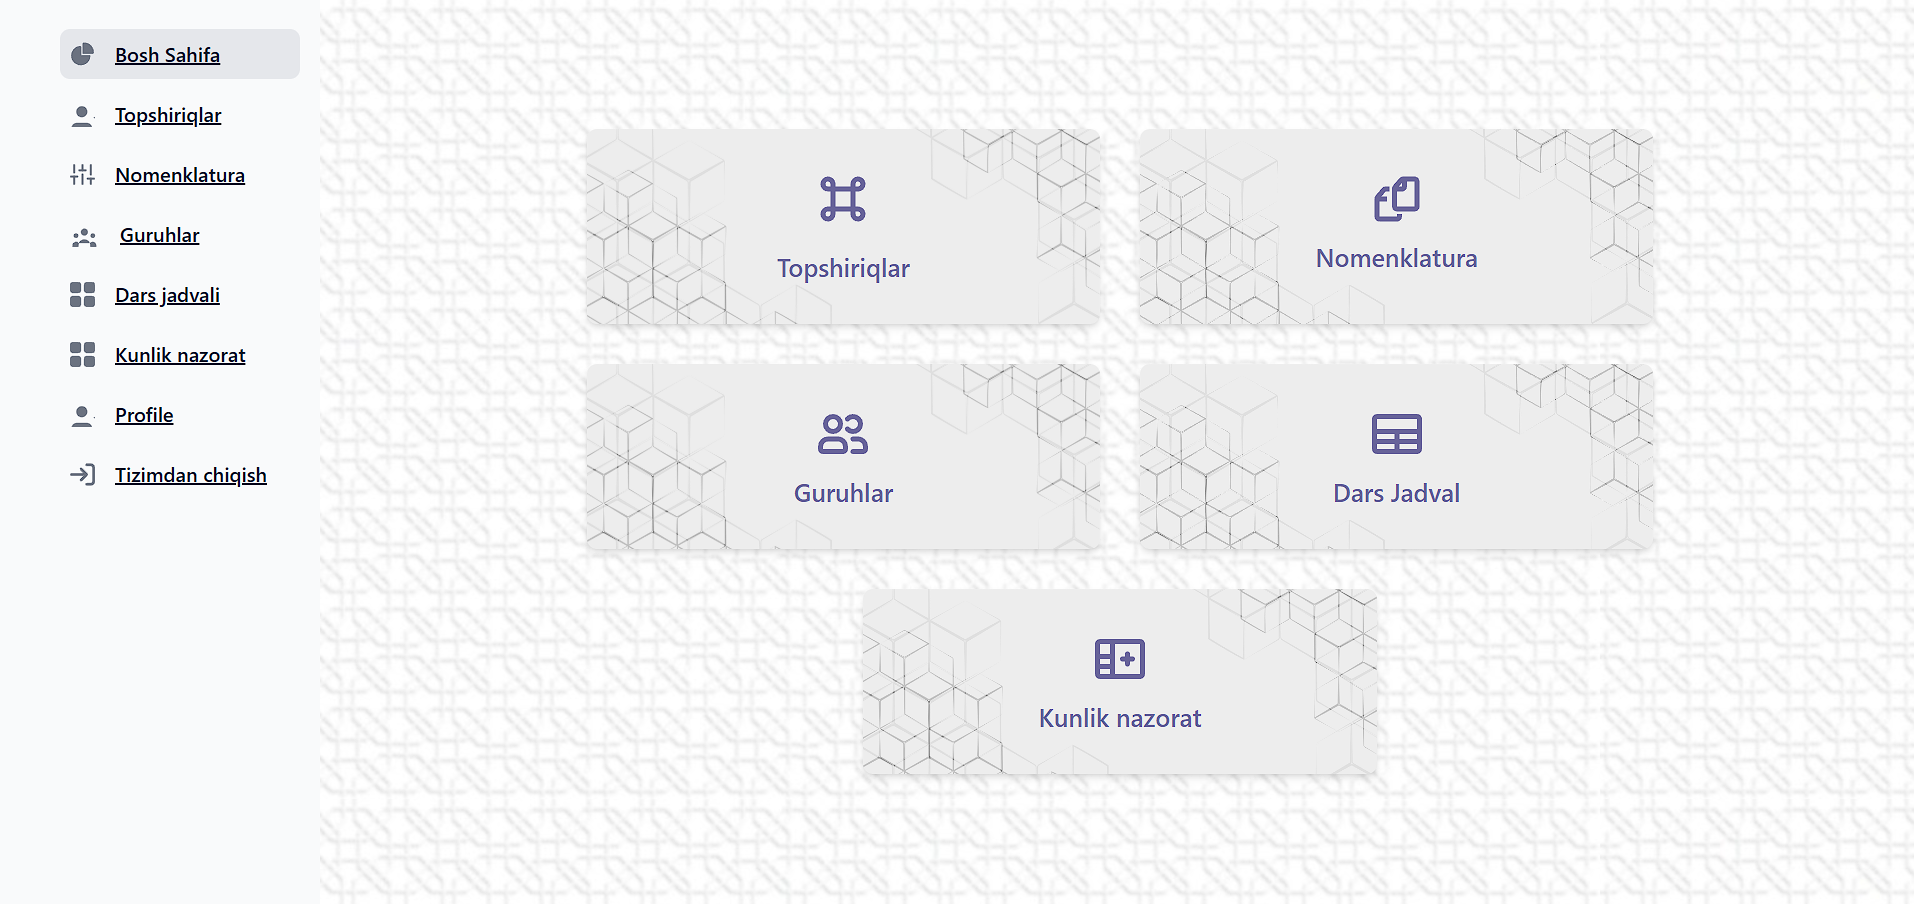 Bosh Sahifa
Topshiriqlar
Nomenklatura
Guruhlar
Dars jadvali
Kunlik nazorat
Profile
Tizimdan chiqish
Topshiriqlar
Nomenklatura
Guruhlar
Dars Jadval
Kunlik nazorat